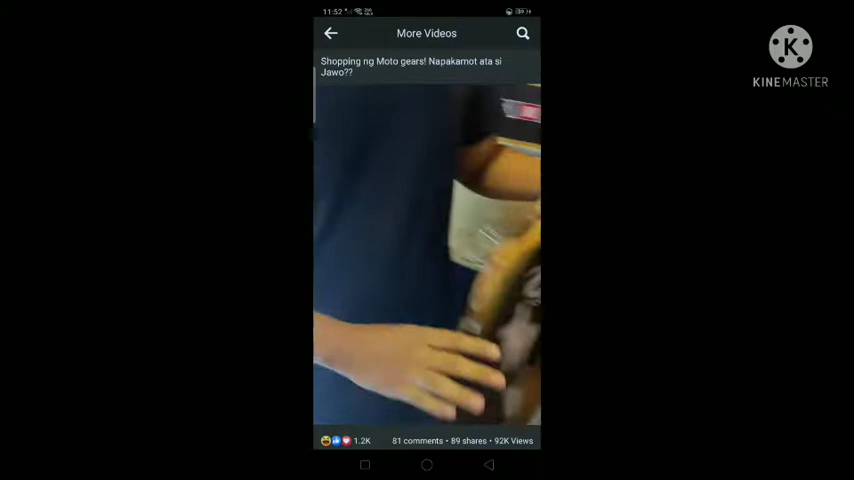 11:52
More Videos
Shopping ng Moto gears! Napakamot ata si
Jawo??
K
KINEMASTER
1.2K
81 comments • 89 shares • 92K Views